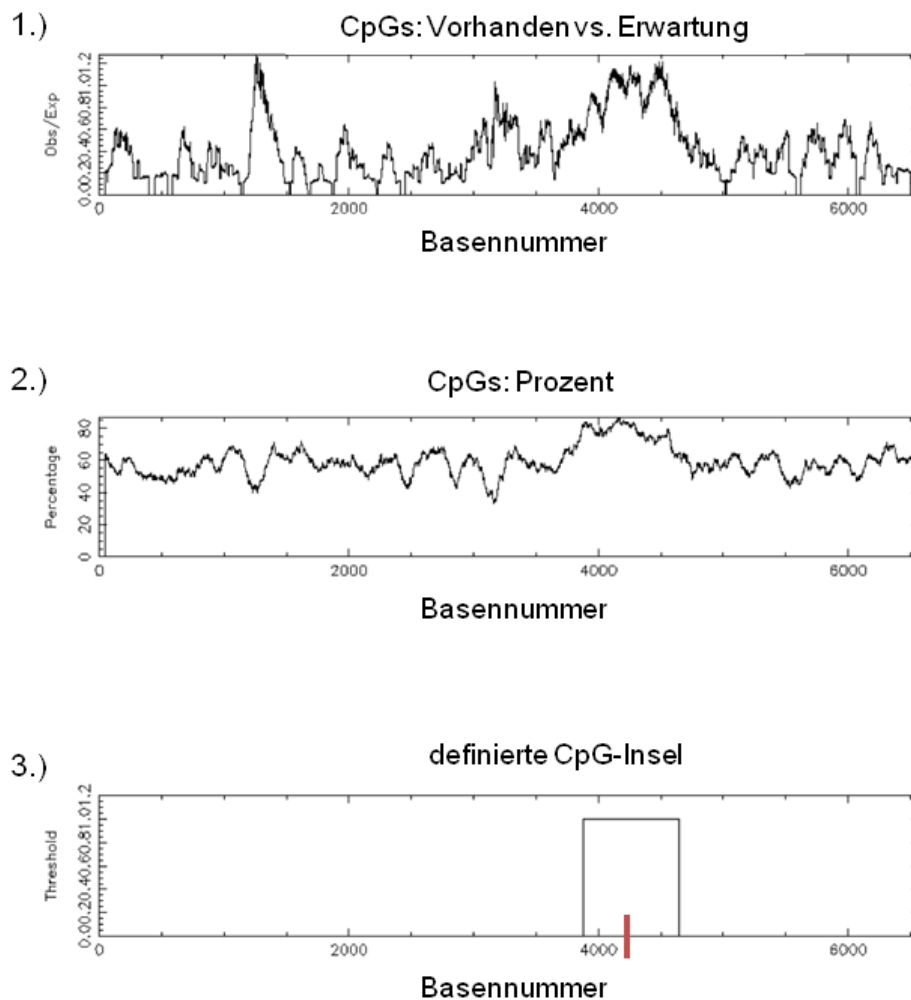 1.)
CpGs: Vorhanden vs. Erwartung
Obs/Exp
0.00.20.40.60.81.01.2
0 2000 4000 6000
Basennummer
2.)
CpGs: Prozent
Percentage
0 20 40 60 80
0 2000 4000 6000
Basennummer
3.)
definierte CpG-Insel
Threshold
0.00.20.40.60.81.01.2
0 2000 4000 6000
Basennummer